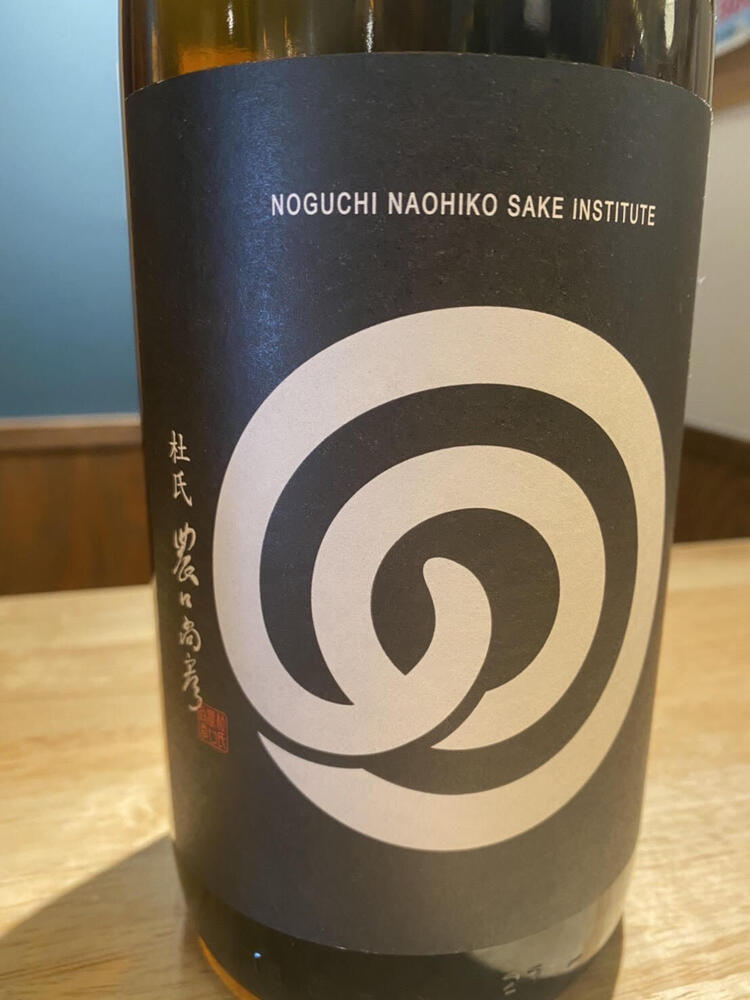 NOGUCHI NAOHIKO SAKE INSTITUTE
杜氏 農口尚彦